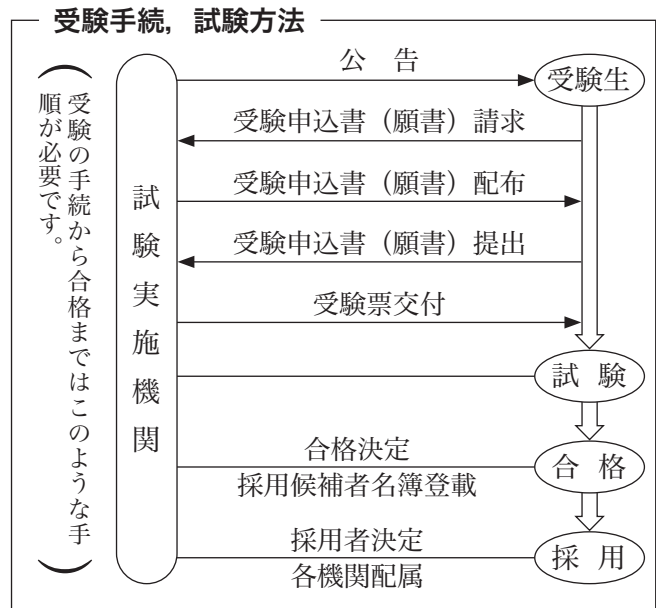 受験手続，試験方法
受験の手続から合格まではこのような手
順が必要です。
試験実施機関
公　告
受験生
受験申込書（願書）請求
受験申込書（願書）配布
受験申込書（願書）提出
受験票交付
試　験
合格決定
採用候補者名簿登載
合　格
採用者決定
各機関配属
採　用